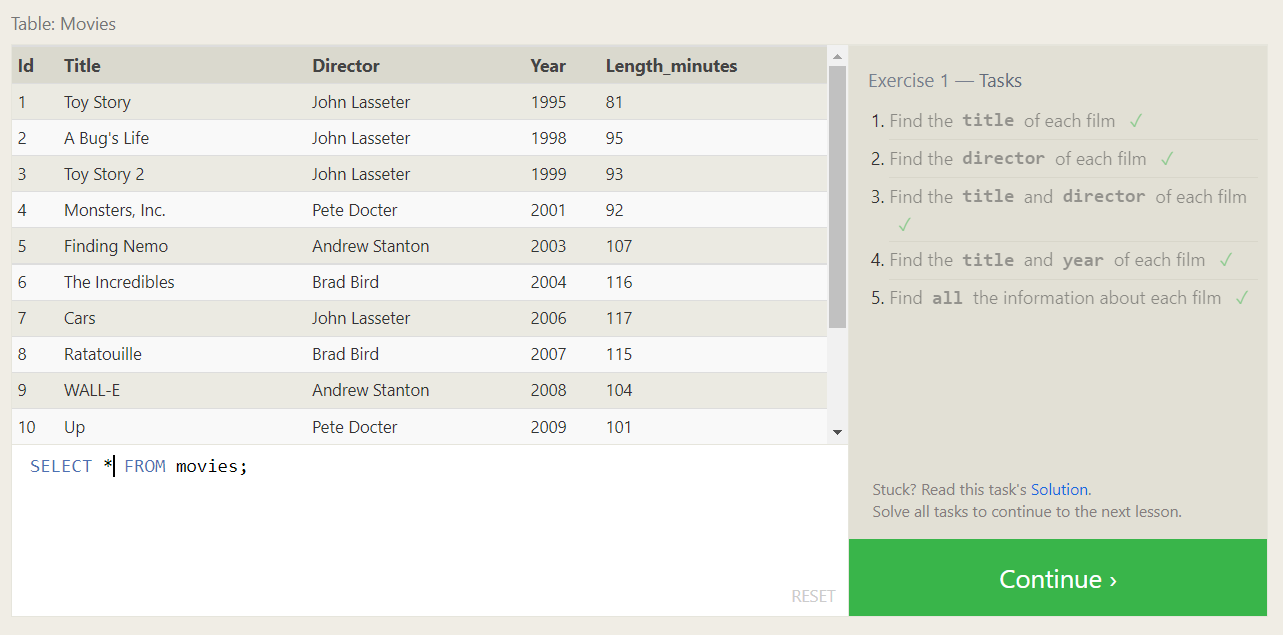 Table: Movies
Id Title Director Year Length_minutes
1 Toy Story John Lasseter 1995 81
2 A Bug's Life John Lasseter 1998 95
3 Toy Story 2 John Lasseter 1999 93
4 Monsters, Inc. Pete Docter 2001 92
5 Finding Nemo Andrew Stanton 2003 107
6 The Incredibles Brad Bird 2004 116
7 Cars John Lasseter 2006 117
8 Ratatouille Brad Bird 2007 115
9 WALL-E Andrew Stanton 2008 104
10 Up Pete Docter 2009 101
SELECT * FROM movies;
RESET
Exercise 1 — Tasks
1. Find the title of each film ✓
2. Find the director of each film ✓
3. Find the title and director of each film
✓
4. Find the title and year of each film ✓
5. Find all the information about each film ✓
Stuck? Read this task's Solution.
Solve all tasks to continue to the next lesson.
Continue ›